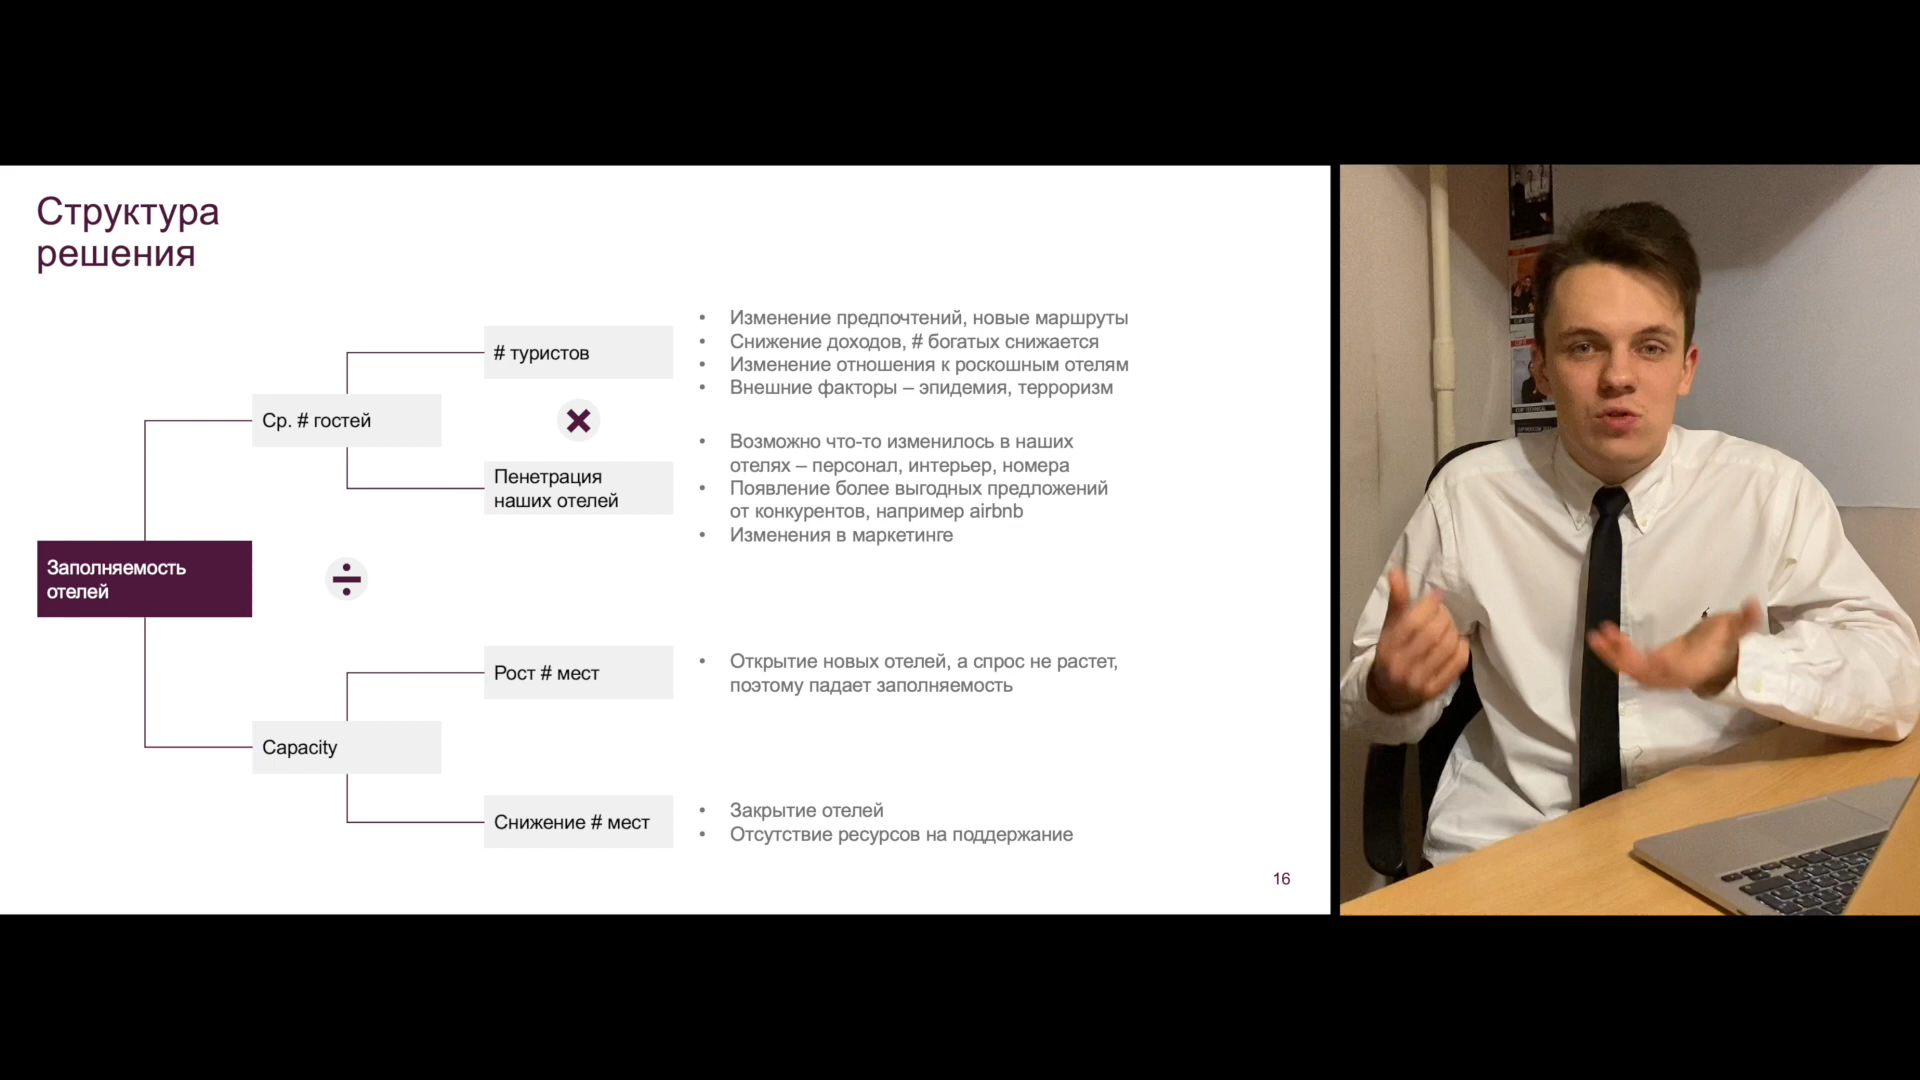 Структура
решения
# туристов
Ср. # гостей
Пенетрация
наших отелей
Заполняемость
отелей
Рост # мест
Capacity
Снижение # мест
• Изменение предпочтений, новые маршруты
• Снижение доходов, # богатых снижается
• Изменение отношения к роскошным отелям
• Внешние факторы – эпидемия, терроризм
• Возможно что-то изменилось в наших
отелях – персонал, интерьер, номера
• Появление более выгодных предложений
от конкурентов, например airbnb
• Изменения в маркетинге
• Открытие новых отелей, а спрос не растет,
поэтому падает заполняемость
• Закрытие отелей
• Отсутствие ресурсов на поддержание
16